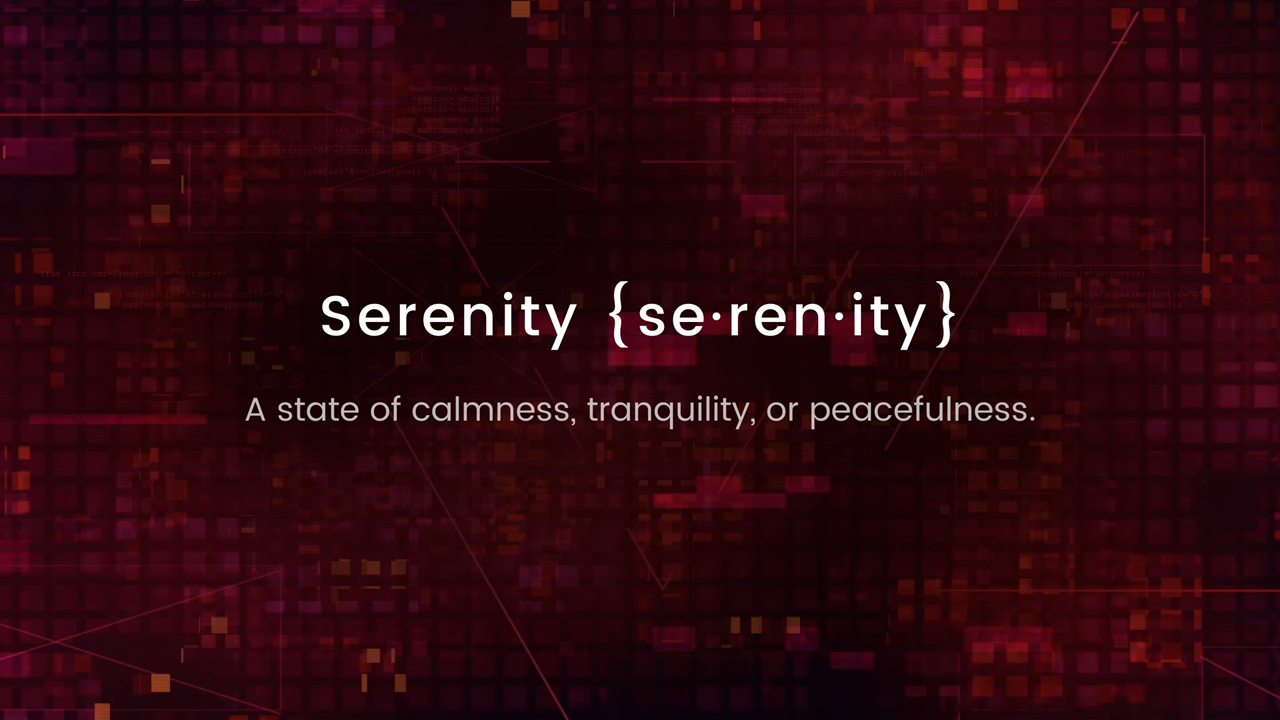 Serenity {se·ren·ity}
A state of calmness, tranquility, or peacefulness.